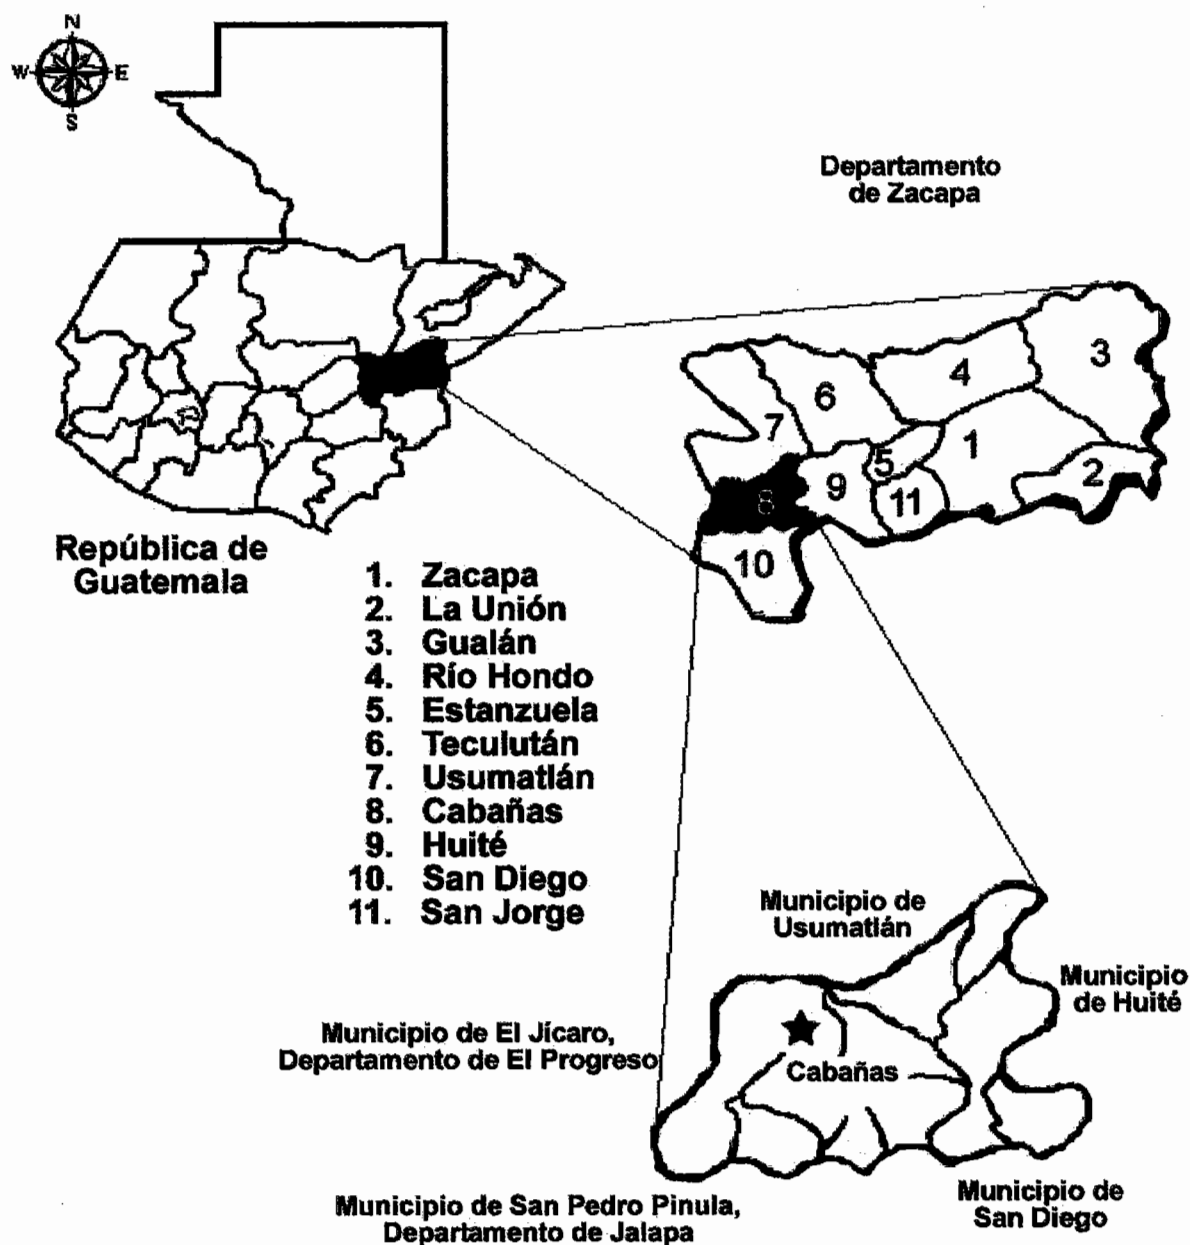 N
W E
S
Departamento
de Zacapa
3
4
6
7
1
5
2
9
11
8
10
República de
Guatemala
1. Zacapa
2. La Unión
3. Gualán
4. Río Hondo
5. Estanzuela
6. Teculután
7. Usumatlán
8. Cabañas
9. Huité
10. San Diego
11. San Jorge
Municipio de
Usumatlán
Municipio
de Huité
Municipio de El Jícaro,
Departamento de El Progreso
Cabañas
Municipio de San Pedro Pinula,
Departamento de Jalapa
Municipio de
San Diego